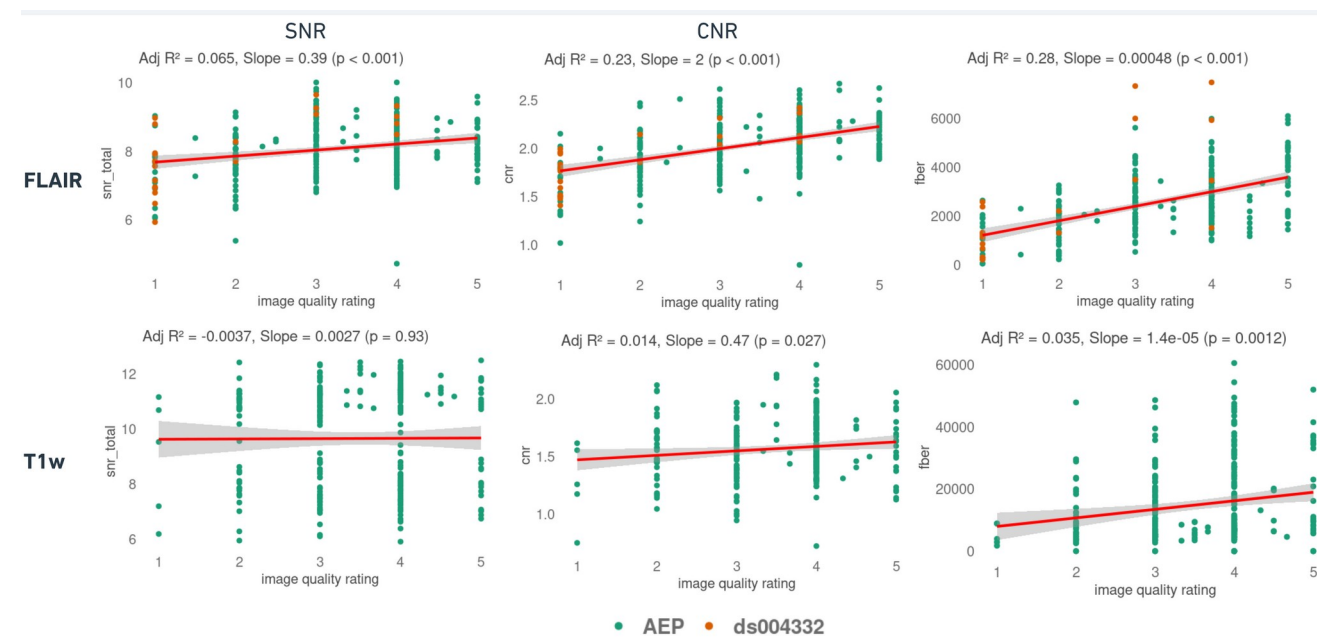 SNR CNR
Adj R² = 0.065, Slope = 0.39 (p < 0.001) Adj R² = 0.23, Slope = 2 (p < 0.001) Adj R² = 0.28, Slope = 0.00048 (p < 0.001)
FLAIR
snr_total
10
8
6
1 2 3 4 5
image quality rating
cnr
2.5
2.0
1.5
1.0
1 2 3 4 5
image quality rating
fber
6000
4000
2000
0
1 2 3 4 5
image quality rating
Adj R² = -0.0037, Slope = 0.0027 (p = 0.93) Adj R² = 0.014, Slope = 0.47 (p = 0.027) Adj R² = 0.035, Slope = 1.4e-05 (p = 0.0012)
T1w
snr_total
12
10
8
6
1 2 3 4 5
image quality rating
cnr
2.0
1.5
1.0
1 2 3 4 5
image quality rating
fber
60000
40000
20000
0
1 2 3 4 5
image quality rating
AEP ds004332